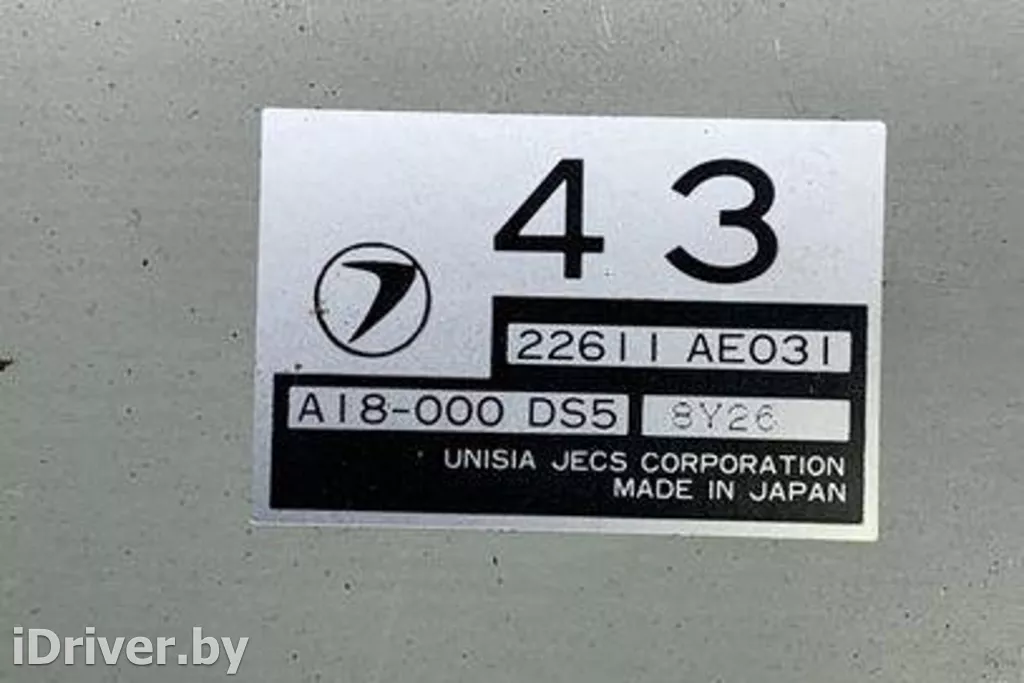 43
22611 AE031
A18-000 DS5 8Y26
UNISIA JECS CORPORATION
MADE IN JAPAN
iDriver.by